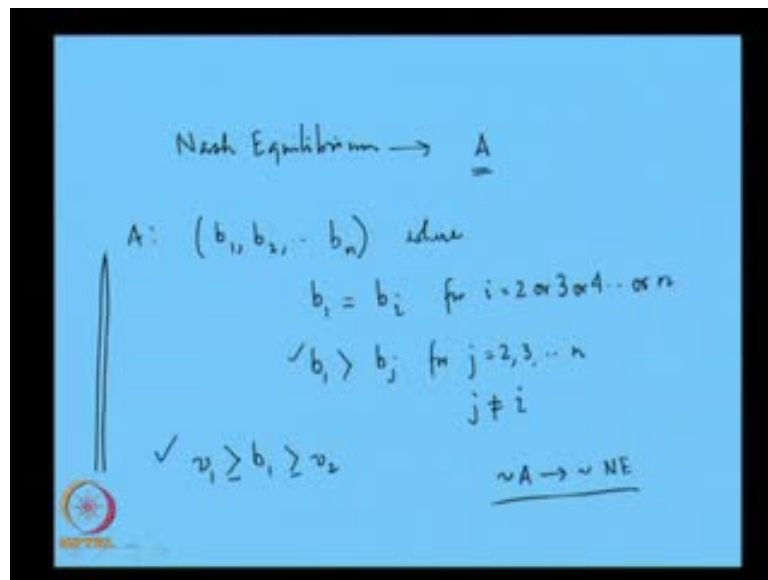 Nash Equilibrium → A
A: (b₁, b₂, .. bₙ) where
b₁ = bᵢ for i = 2 or 3 or 4 .. or n
✓ b₁ > bⱼ for j = 2, 3, .. n
j ≠ i
✓ v₁ ≥ b₁ ≥ v₂
~A → ~NE
NPTEL